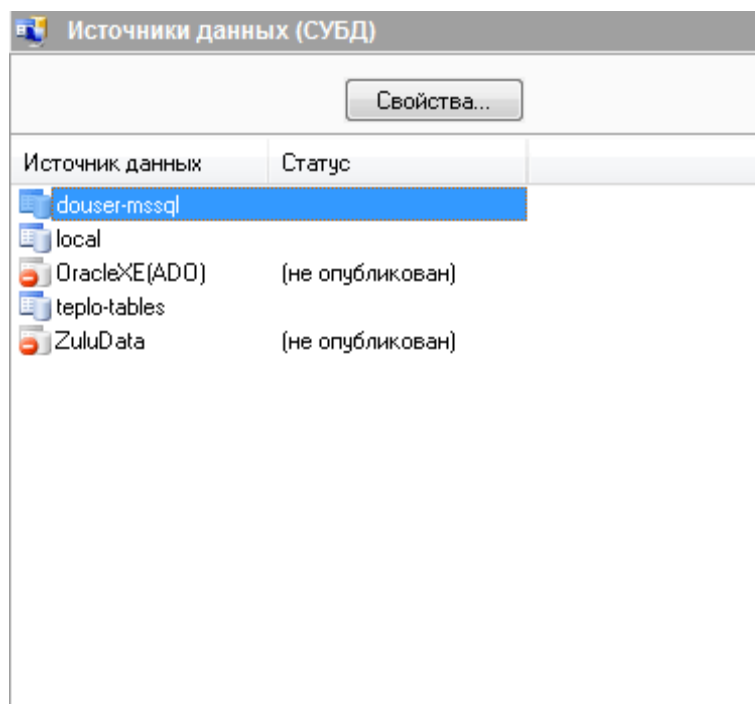 Источники данных (СУБД)
Свойства...
Источник данных Статус
douser-mssql
local
OracleXE(ADO) (не опубликован)
teplo-tables
ZuluData (не опубликован)